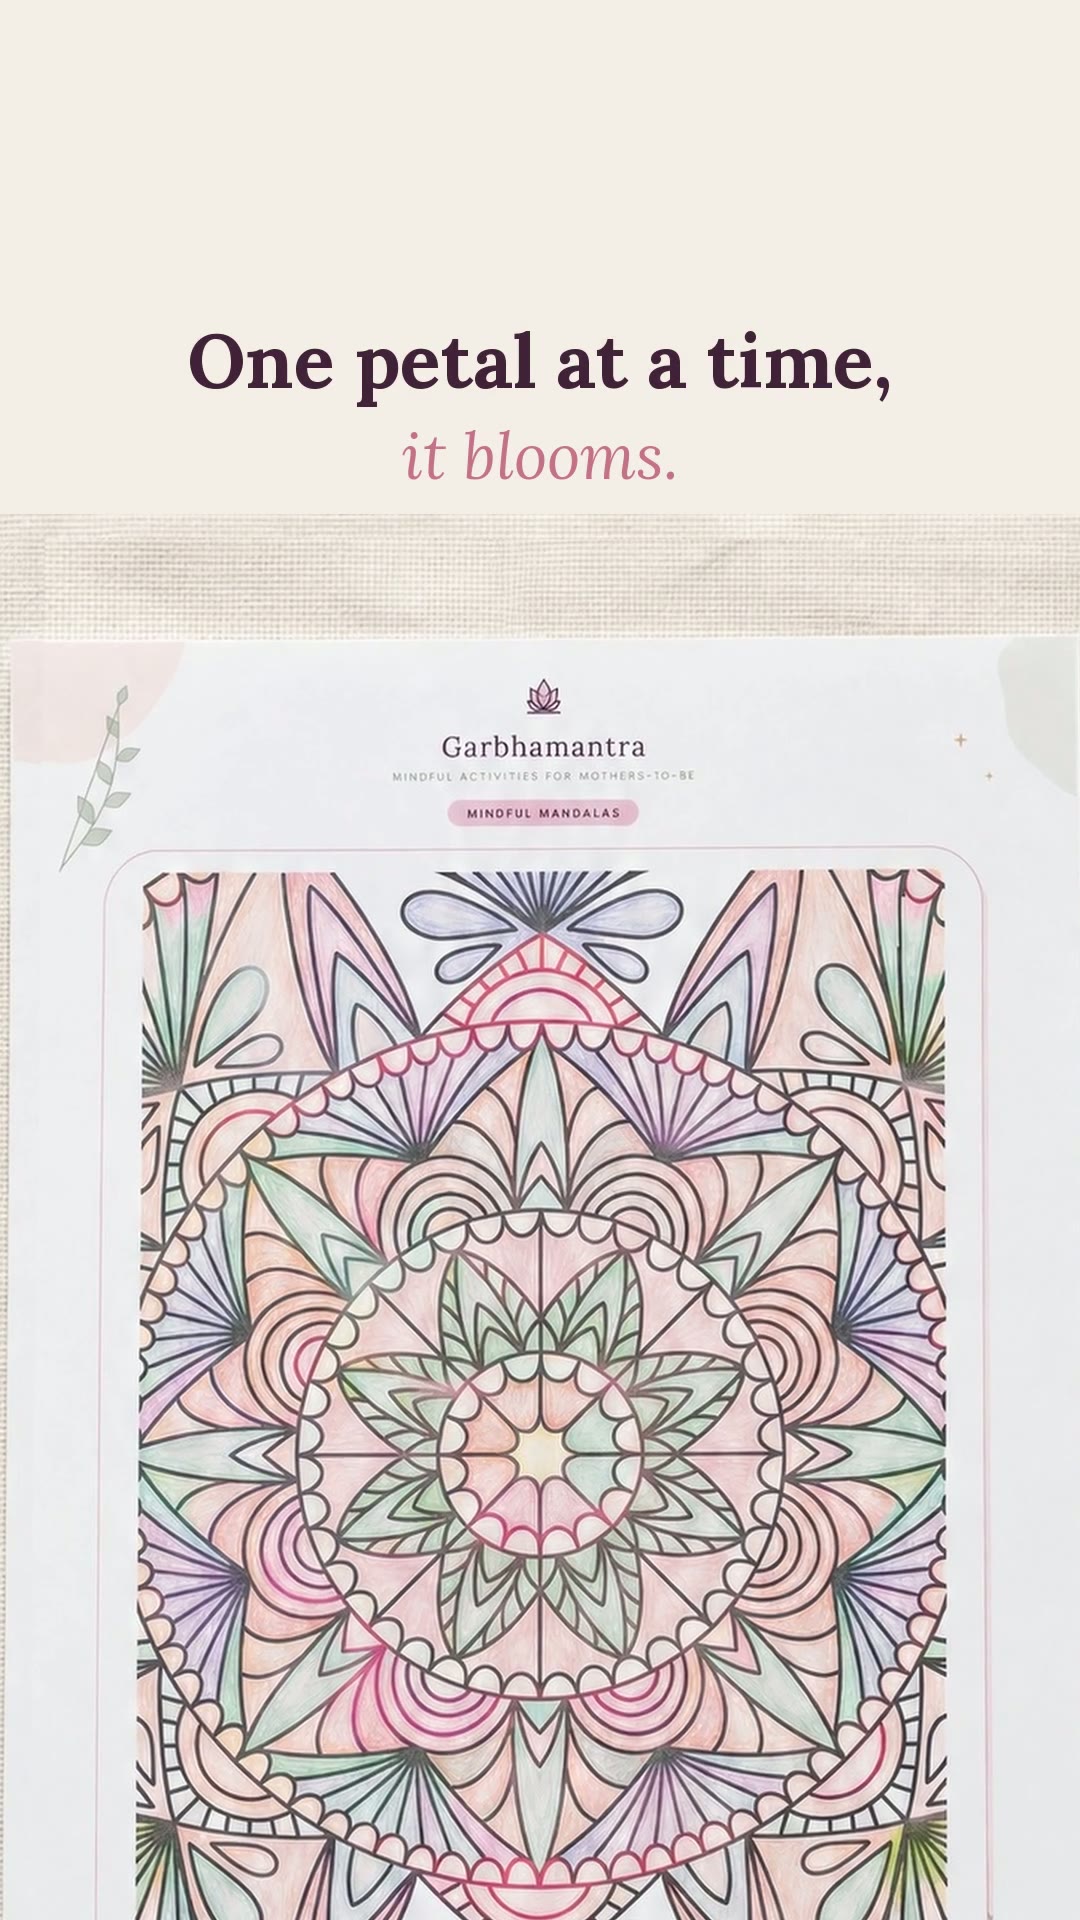 One petal at a time,
it blooms.
Garbhamantra
MINDFUL ACTIVITIES FOR MOTHERS-TO-BE
MINDFUL MANDALAS